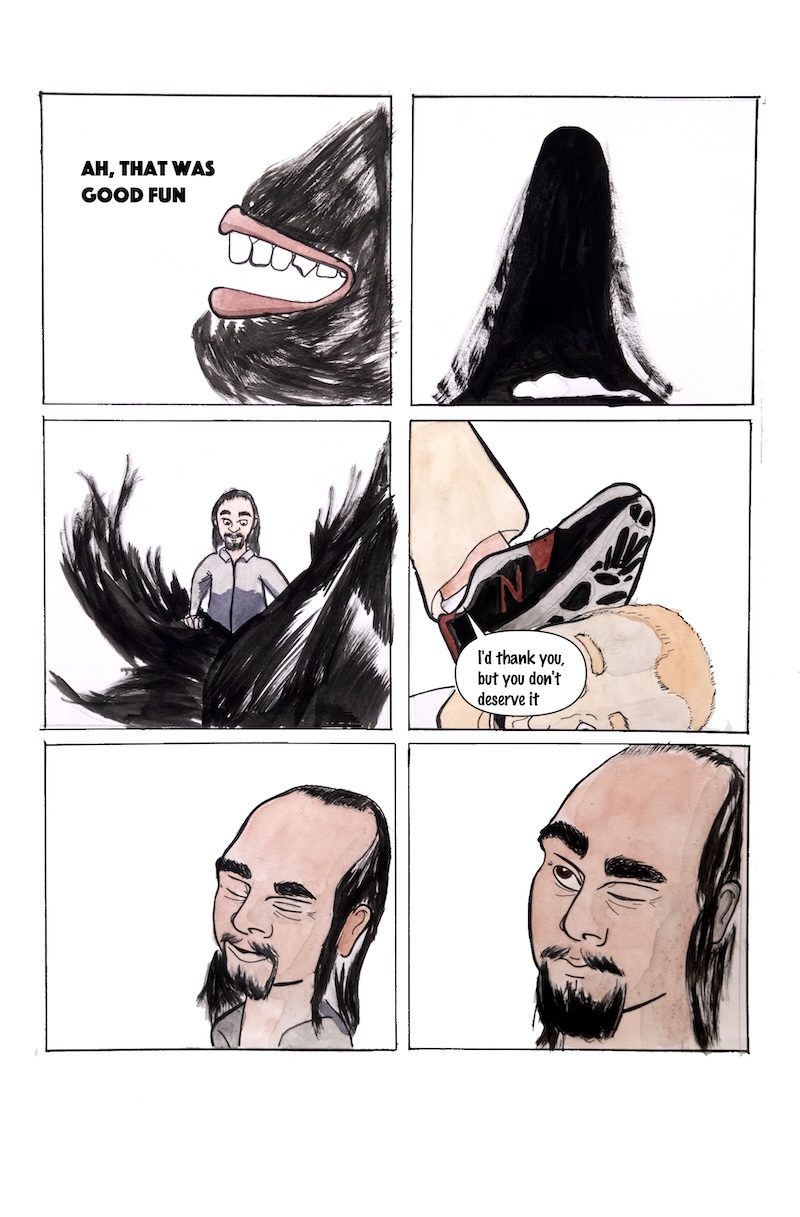 AH, THAT WAS
GOOD FUN
N
I'd thank you,
but you don't
deserve it